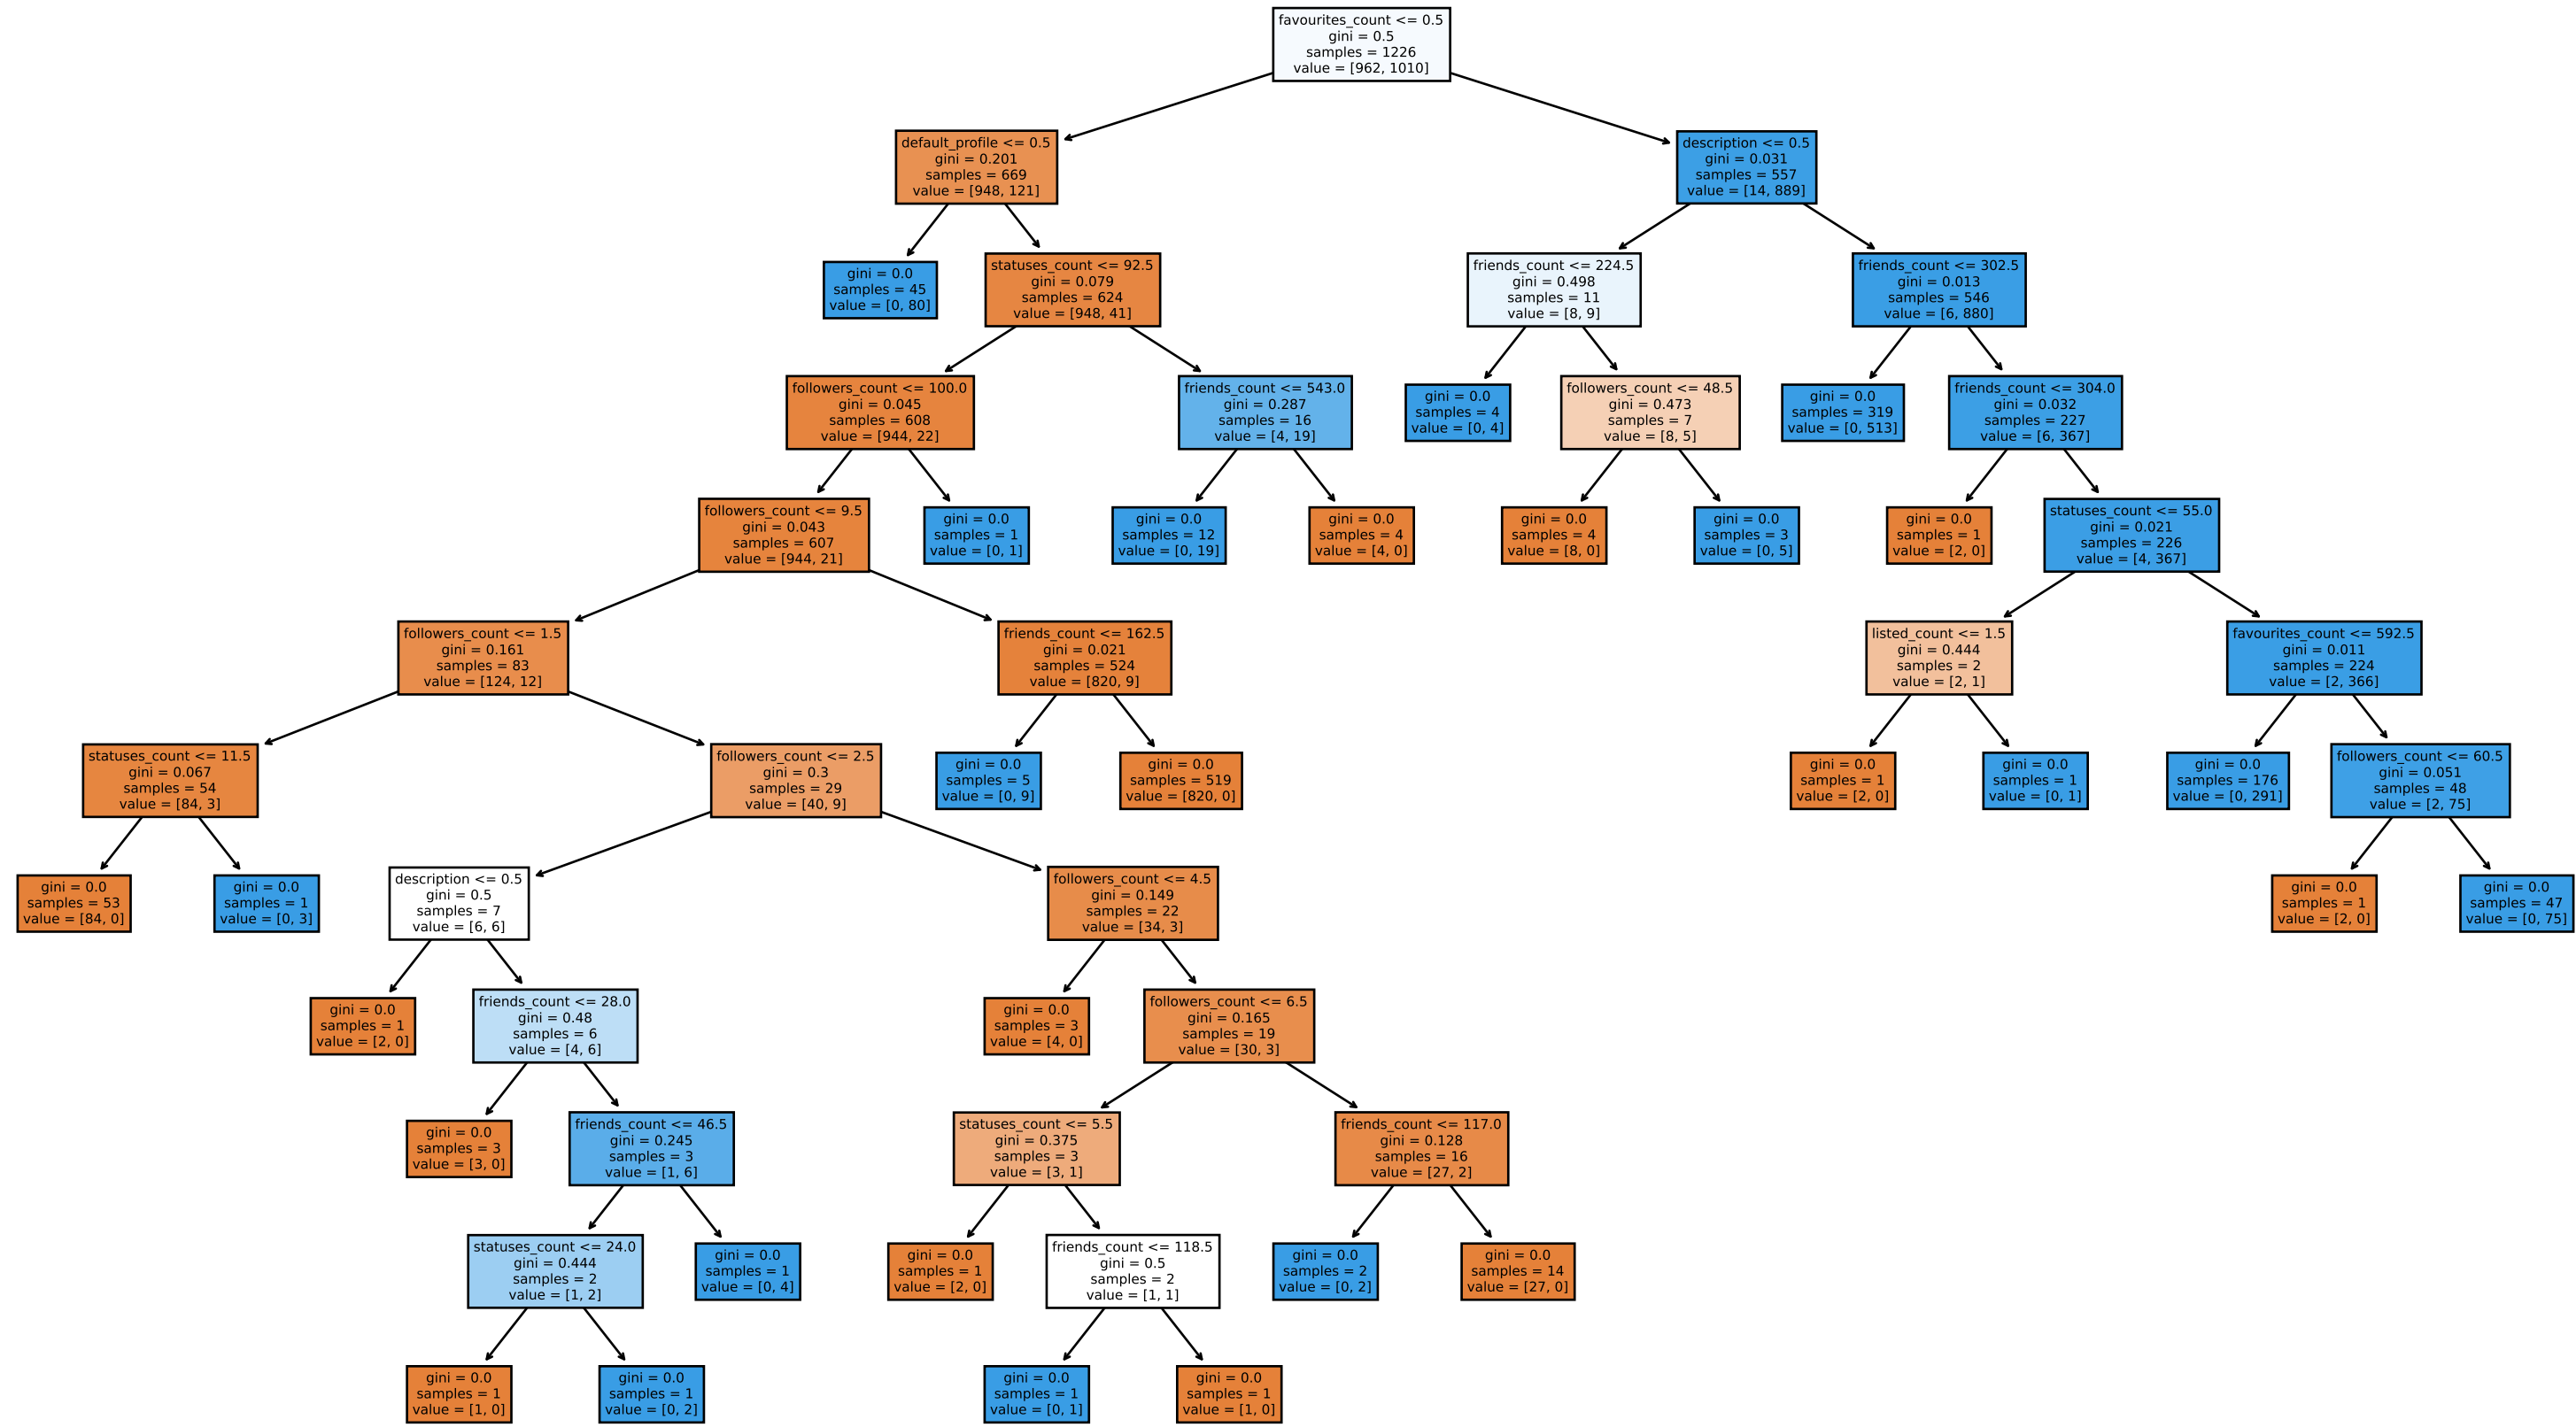 favourites_count <= 0.5
gini = 0.5
samples = 1226
value = [962, 1010]
default_profile <= 0.5
gini = 0.201
samples = 669
value = [948, 121]
description <= 0.5
gini = 0.031
samples = 557
value = [14, 889]
gini = 0.0
samples = 45
value = [0, 80]
statuses_count <= 92.5
gini = 0.079
samples = 624
value = [948, 41]
friends_count <= 224.5
gini = 0.498
samples = 11
value = [8, 9]
friends_count <= 302.5
gini = 0.013
samples = 546
value = [6, 880]
followers_count <= 100.0
gini = 0.045
samples = 608
value = [944, 22]
friends_count <= 543.0
gini = 0.287
samples = 16
value = [4, 19]
gini = 0.0
samples = 4
value = [0, 4]
followers_count <= 48.5
gini = 0.473
samples = 7
value = [8, 5]
gini = 0.0
samples = 319
value = [0, 513]
friends_count <= 304.0
gini = 0.032
samples = 227
value = [6, 367]
followers_count <= 9.5
gini = 0.043
samples = 607
value = [944, 21]
gini = 0.0
samples = 1
value = [0, 1]
gini = 0.0
samples = 12
value = [0, 19]
gini = 0.0
samples = 4
value = [4, 0]
gini = 0.0
samples = 4
value = [8, 0]
gini = 0.0
samples = 3
value = [0, 5]
gini = 0.0
samples = 1
value = [2, 0]
statuses_count <= 55.0
gini = 0.021
samples = 226
value = [4, 367]
followers_count <= 1.5
gini = 0.161
samples = 83
value = [124, 12]
friends_count <= 162.5
gini = 0.021
samples = 524
value = [820, 9]
listed_count <= 1.5
gini = 0.444
samples = 2
value = [2, 1]
favourites_count <= 592.5
gini = 0.011
samples = 224
value = [2, 366]
statuses_count <= 11.5
gini = 0.067
samples = 54
value = [84, 3]
followers_count <= 2.5
gini = 0.3
samples = 29
value = [40, 9]
gini = 0.0
samples = 5
value = [0, 9]
gini = 0.0
samples = 519
value = [820, 0]
gini = 0.0
samples = 1
value = [2, 0]
gini = 0.0
samples = 1
value = [0, 1]
gini = 0.0
samples = 176
value = [0, 291]
followers_count <= 60.5
gini = 0.051
samples = 48
value = [2, 75]
gini = 0.0
samples = 53
value = [84, 0]
gini = 0.0
samples = 1
value = [0, 3]
description <= 0.5
gini = 0.5
samples = 7
value = [6, 6]
followers_count <= 4.5
gini = 0.149
samples = 22
value = [34, 3]
gini = 0.0
samples = 1
value = [2, 0]
gini = 0.0
samples = 47
value = [0, 75]
gini = 0.0
samples = 1
value = [2, 0]
friends_count <= 28.0
gini = 0.48
samples = 6
value = [4, 6]
gini = 0.0
samples = 3
value = [4, 0]
followers_count <= 6.5
gini = 0.165
samples = 19
value = [30, 3]
gini = 0.0
samples = 3
value = [3, 0]
friends_count <= 46.5
gini = 0.245
samples = 3
value = [1, 6]
statuses_count <= 5.5
gini = 0.375
samples = 3
value = [3, 1]
friends_count <= 117.0
gini = 0.128
samples = 16
value = [27, 2]
statuses_count <= 24.0
gini = 0.444
samples = 2
value = [1, 2]
gini = 0.0
samples = 1
value = [0, 4]
gini = 0.0
samples = 1
value = [2, 0]
friends_count <= 118.5
gini = 0.5
samples = 2
value = [1, 1]
gini = 0.0
samples = 2
value = [0, 2]
gini = 0.0
samples = 14
value = [27, 0]
gini = 0.0
samples = 1
value = [1, 0]
gini = 0.0
samples = 1
value = [0, 2]
gini = 0.0
samples = 1
value = [0, 1]
gini = 0.0
samples = 1
value = [1, 0]